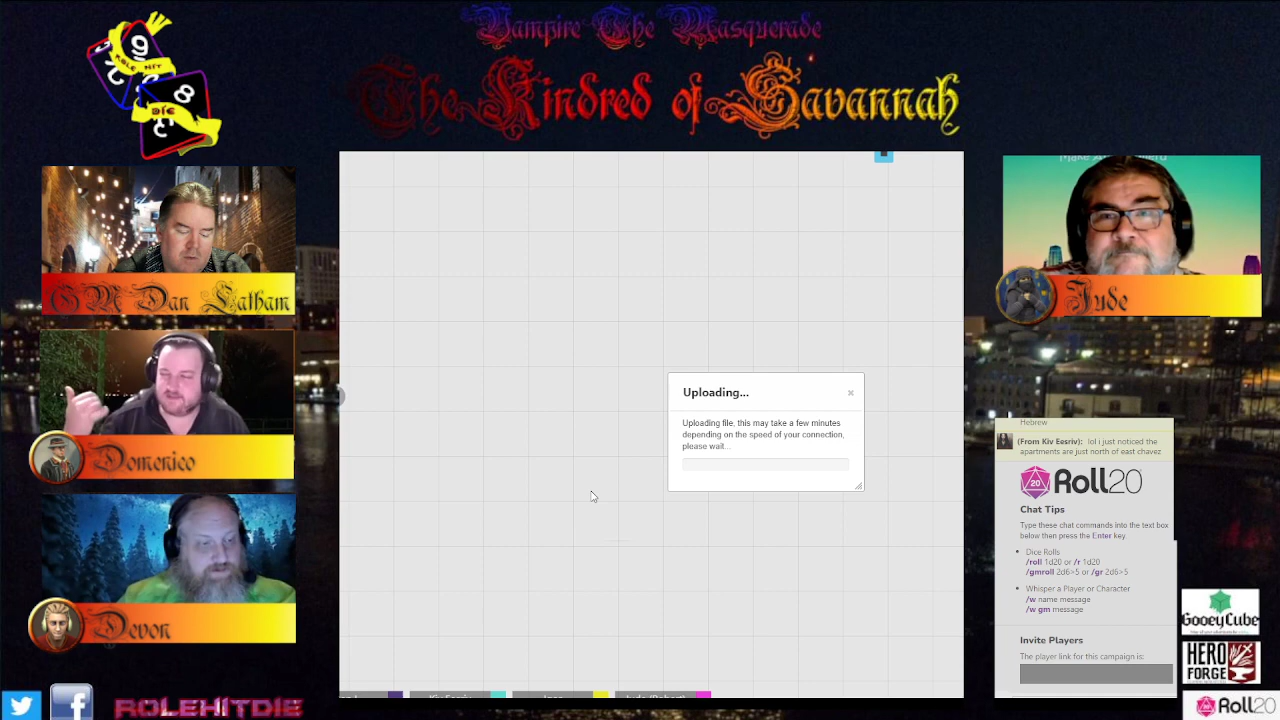 Vampire The Masquerade
The Kindred of Savannah
9
ROLE HIT
8
DIE
GM Dan Latham
Domenico
Devon
Jude
Uploading...
×
Uploading file, this may take a few minutes
depending on the speed of your connection,
please wait...
Hebrew
(From Kiv Eesriv): lol i just noticed the
apartments are just north of east chavez
20
Roll20
Chat Tips
Type these chat commands into the text box
below then press the Enter key.
Dice Rolls
/roll 1d20 or /r 1d20
/gmroll 2d6>5 or /gr 2d6>5
Whisper a Player or Character
/w name message
/w gm message
Invite Players
The player link for this campaign is:
GooeyCube
HERO
FORGE
Roll20
f
ROLEHITDIE